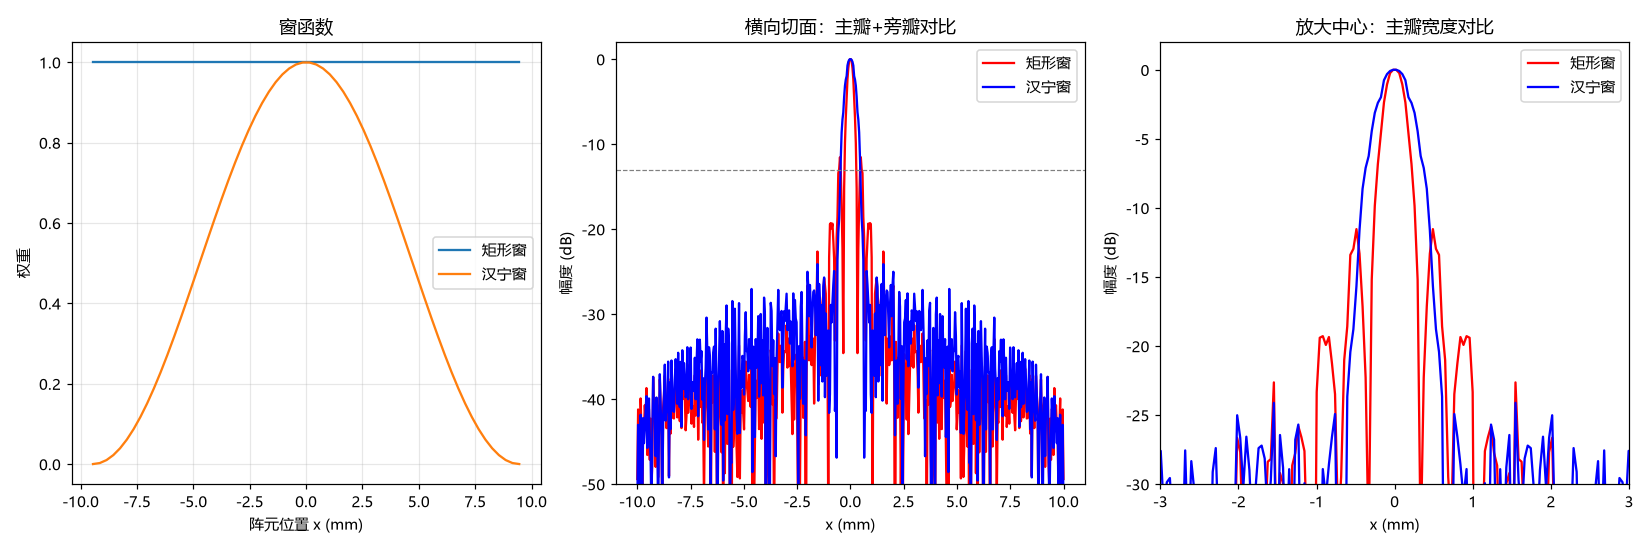 窗函数
1.0
0.8
0.6
0.4
0.2
0.0
权重
矩形窗
汉宁窗
-10.0 -7.5 -5.0 -2.5 0.0 2.5 5.0 7.5 10.0
阵元位置 x (mm)
横向切面：主瓣+旁瓣对比
0
-10
-20
-30
-40
-50
幅度 (dB)
矩形窗
汉宁窗
-10.0 -7.5 -5.0 -2.5 0.0 2.5 5.0 7.5 10.0
x (mm)
放大中心：主瓣宽度对比
0
-5
-10
-15
-20
-25
-30
幅度 (dB)
矩形窗
汉宁窗
-3 -2 -1 0 1 2 3
x (mm)